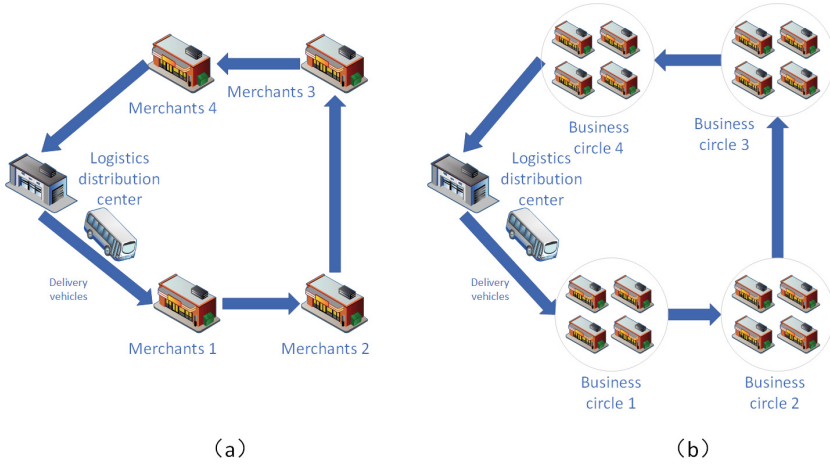 Merchants 4
Merchants 3
Logistics
distribution
center
Delivery
vehicles
Merchants 1
Merchants 2
(a)
Business
circle 4
Business
circle 3
Logistics
distribution
center
Delivery
vehicles
Business
circle 1
Business
circle 2
(b)